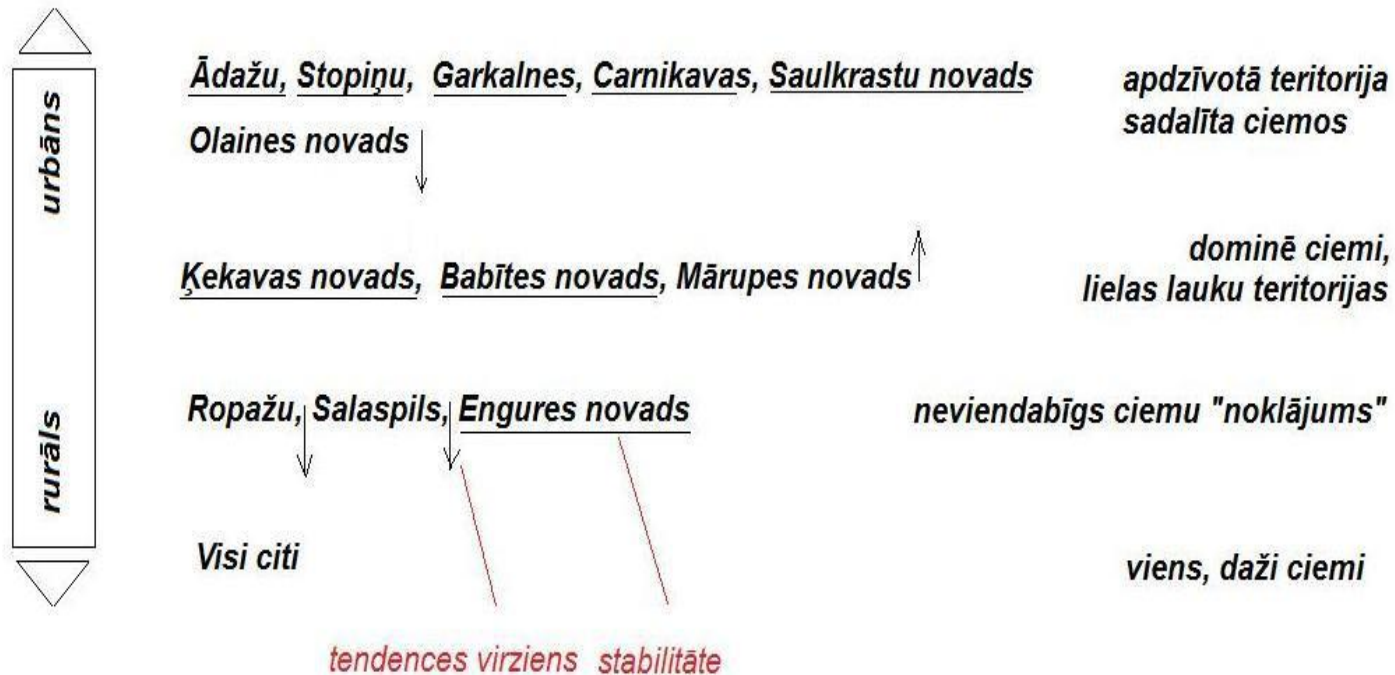 urbāns
rurāls
Ādažu, Stopiņu, Garkalnes, Carnikavas, Saulkrastu novads
apdzīvotā teritorija
sadalīta ciemos
Olaines novads
Ķekavas novads, Babītes novads, Mārupes novads
dominē ciemi,
lielas lauku teritorijas
Ropažu, Salaspils, Engures novads
neviendabīgs ciemu "noklājums"
Visi citi
viens, daži ciemi
tendences virziens
stabilitāte